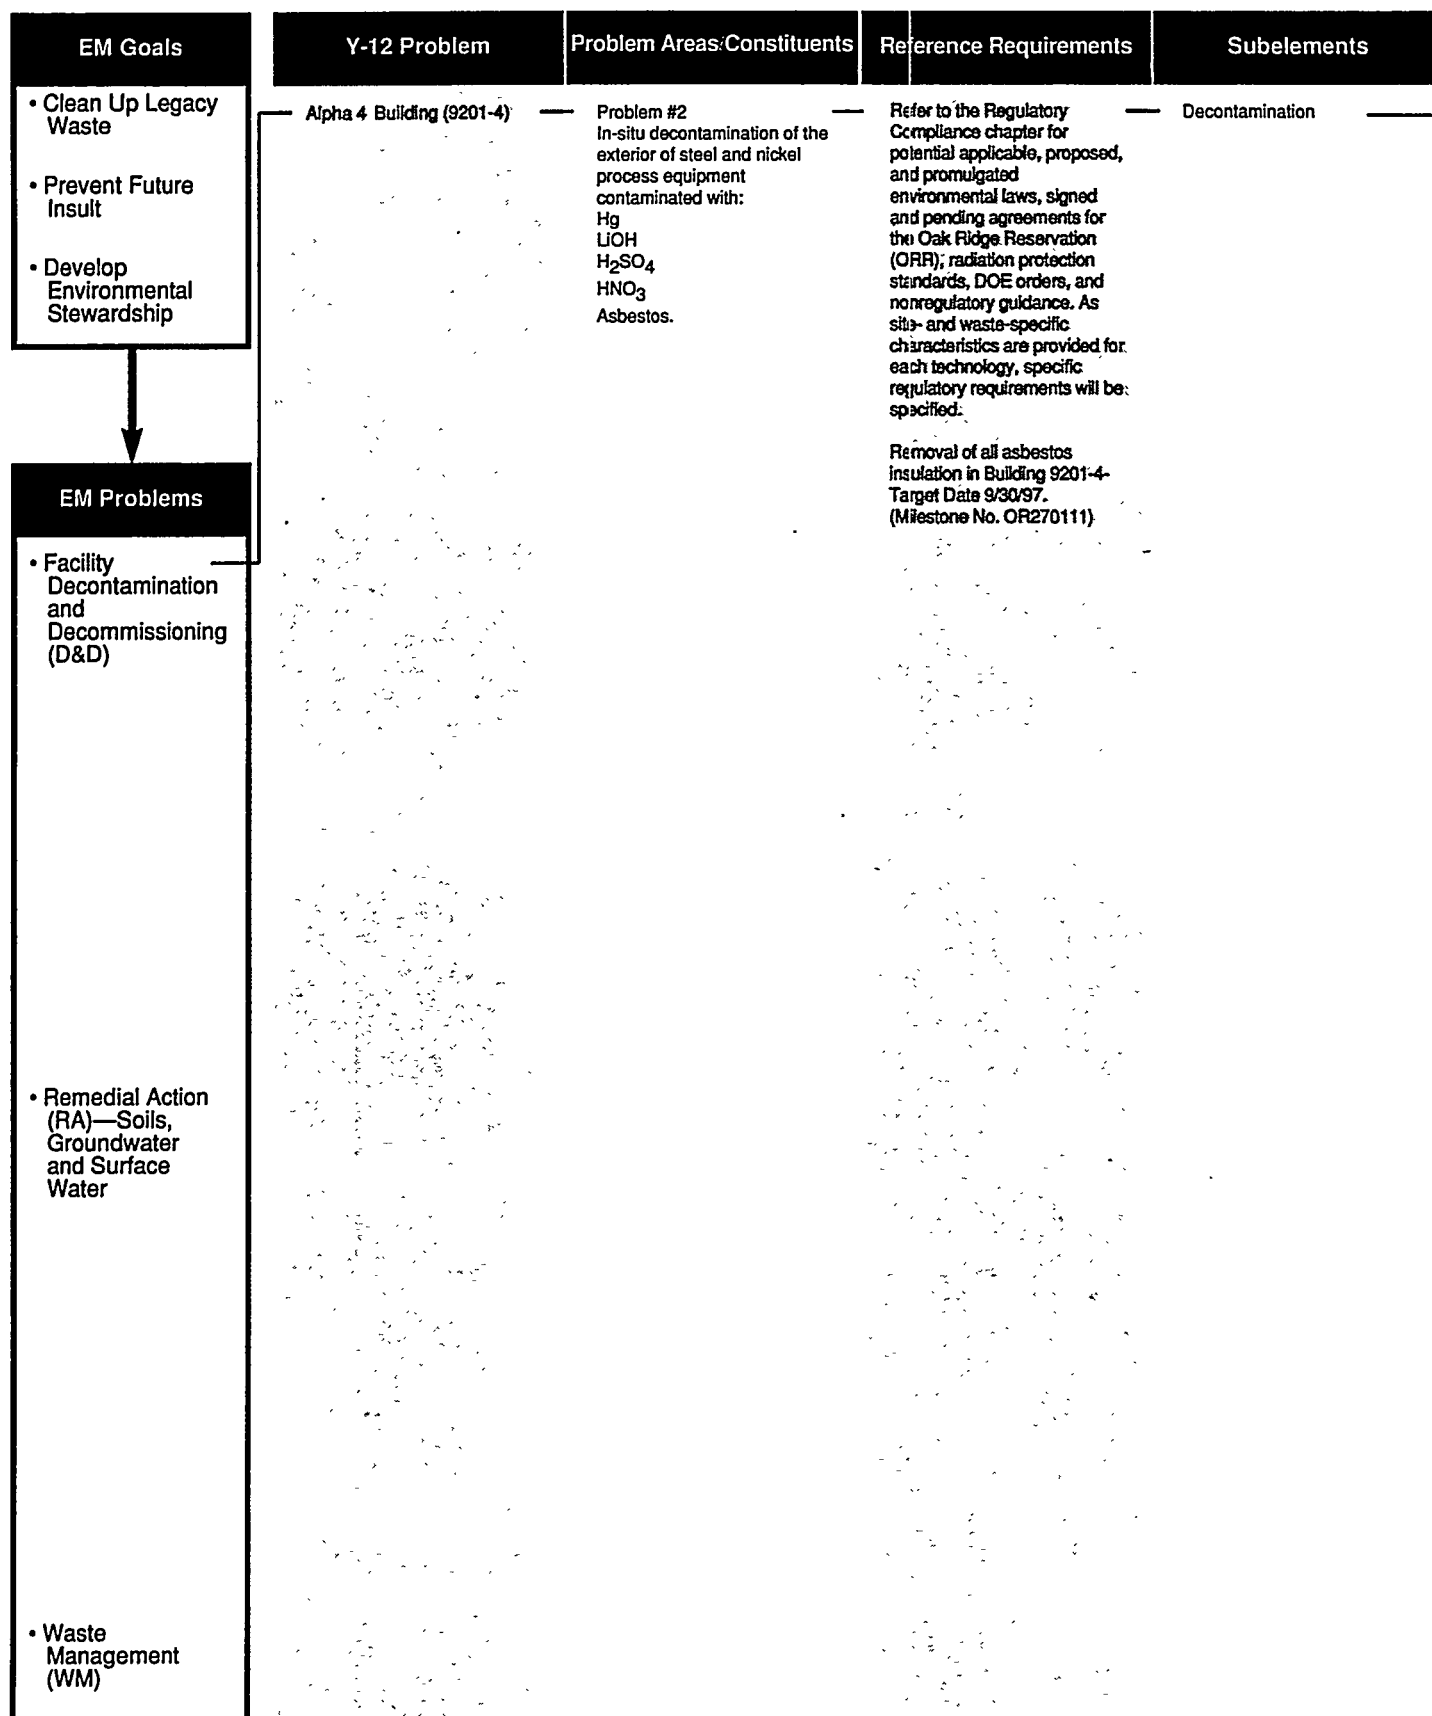 EM Goals
• Clean Up Legacy
Waste
• Prevent Future
Insult
• Develop
Environmental
Stewardship
EM Problems
• Facility
Decontamination
and
Decommissioning
(D&D)
• Remedial Action
(RA)—Soils,
Groundwater
and Surface
Water
• Waste
Management
(WM)
Y-12 Problem
Alpha 4 Building (9201-4)
Problem Areas/Constituents
Problem #2
In-situ decontamination of the
exterior of steel and nickel
process equipment
contaminated with:
Hg
LiOH
H₂SO₄
HNO₃
Asbestos.
Reference Requirements
Refer to the Regulatory
Compliance chapter for
potential applicable, proposed,
and promulgated
environmental laws, signed
and pending agreements for
the Oak Ridge Reservation
(ORR), radiation protection
standards, DOE orders, and
nonregulatory guidance. As
site- and waste-specific
characteristics are provided for
each technology, specific
regulatory requirements will be
specified.
Removal of all asbestos
insulation in Building 9201-4-
Target Date 9/30/97.
(Milestone No. OR270111)
Subelements
Decontamination